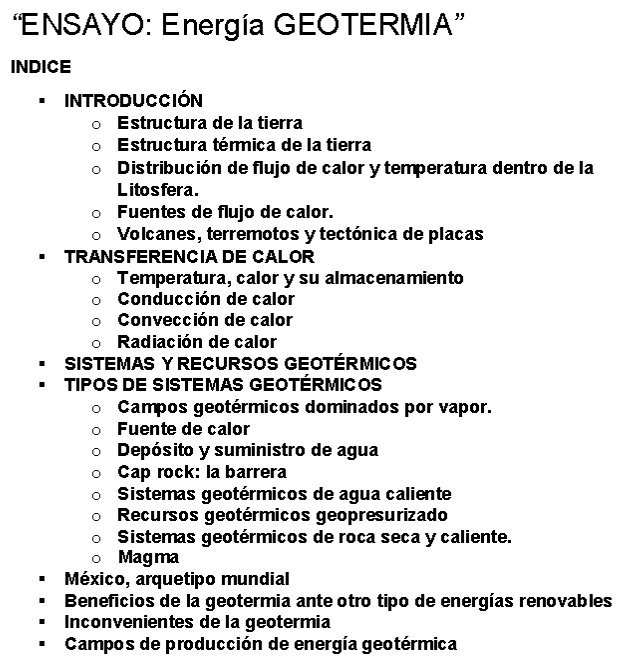 “ENSAYO: Energía GEOTERMIA”
INDICE
▪ INTRODUCCIÓN
o Estructura de la tierra
o Estructura térmica de la tierra
o Distribución de flujo de calor y temperatura dentro de la
Litosfera.
o Fuentes de flujo de calor.
o Volcanes, terremotos y tectónica de placas
▪ TRANSFERENCIA DE CALOR
o Temperatura, calor y su almacenamiento
o Conducción de calor
o Convección de calor
o Radiación de calor
▪ SISTEMAS Y RECURSOS GEOTÉRMICOS
▪ TIPOS DE SISTEMAS GEOTÉRMICOS
o Campos geotérmicos dominados por vapor.
o Fuente de calor
o Depósito y suministro de agua
o Cap rock: la barrera
o Sistemas geotérmicos de agua caliente
o Recursos geotérmicos geopresurizado
o Sistemas geotérmicos de roca seca y caliente.
o Magma
▪ México, arquetipo mundial
▪ Beneficios de la geotermia ante otro tipo de energías renovables
▪ Inconvenientes de la geotermia
▪ Campos de producción de energía geotérmica